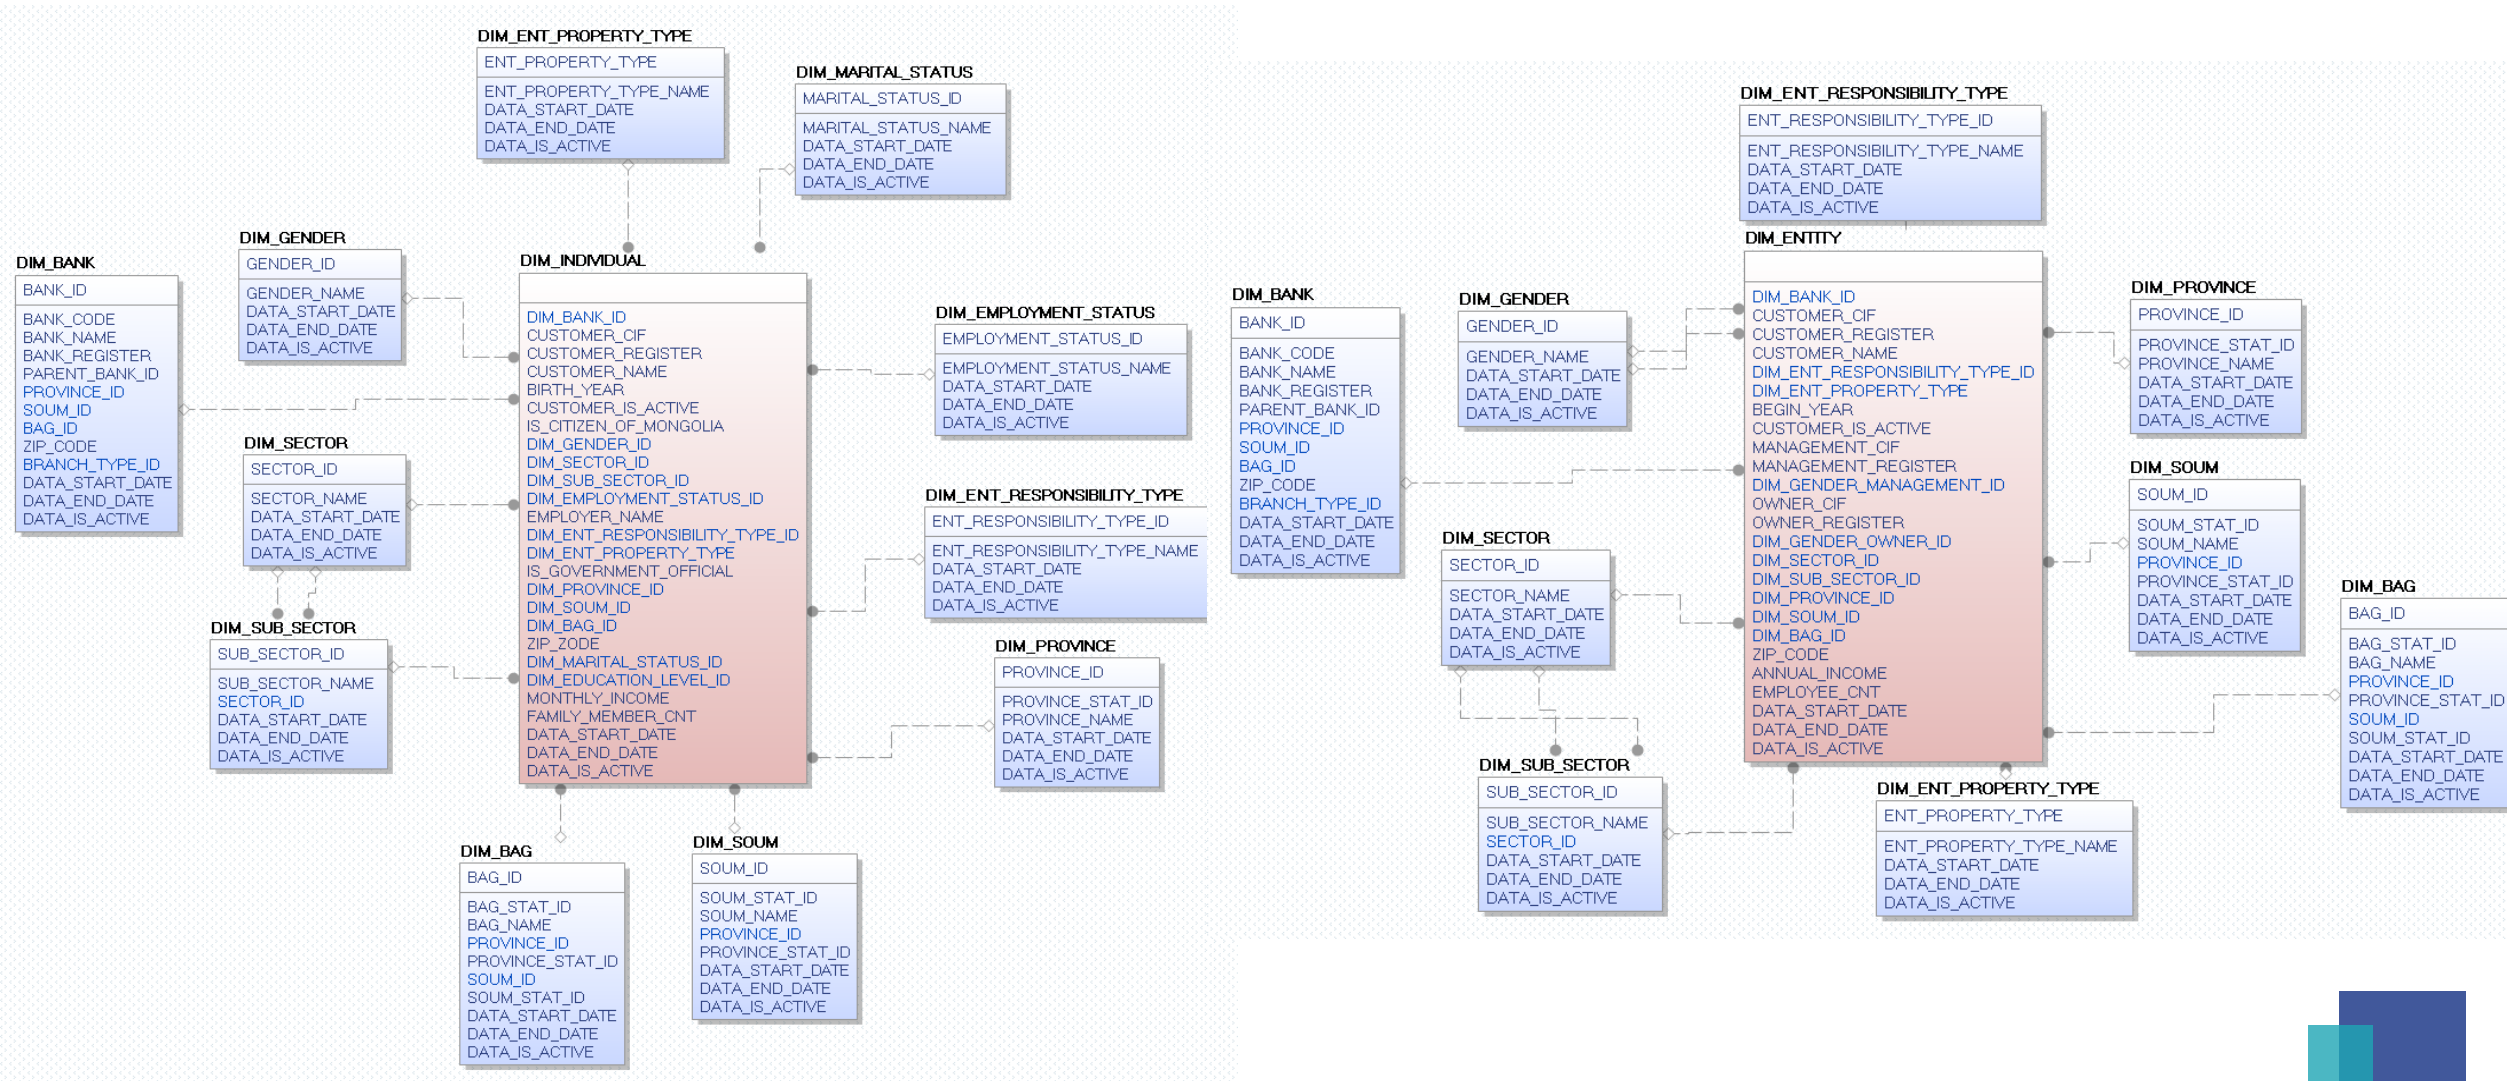 DIM_ENT_PROPERTY_TYPE
ENT_PROPERTY_TYPE
ENT_PROPERTY_TYPE_NAME
DATA_START_DATE
DATA_END_DATE
DATA_IS_ACTIVE
DIM_MARITAL_STATUS
MARITAL_STATUS_ID
MARITAL_STATUS_NAME
DATA_START_DATE
DATA_END_DATE
DATA_IS_ACTIVE
DIM_GENDER
GENDER_ID
GENDER_NAME
DATA_START_DATE
DATA_END_DATE
DATA_IS_ACTIVE
DIM_BANK
BANK_ID
BANK_CODE
BANK_NAME
BANK_REGISTER
PARENT_BANK_ID
PROVINCE_ID
SOUM_ID
BAG_ID
ZIP_CODE
BRANCH_TYPE_ID
DATA_START_DATE
DATA_END_DATE
DATA_IS_ACTIVE
DIM_SECTOR
SECTOR_ID
SECTOR_NAME
DATA_START_DATE
DATA_END_DATE
DATA_IS_ACTIVE
DIM_SUB_SECTOR
SUB_SECTOR_ID
SUB_SECTOR_NAME
SECTOR_ID
DATA_START_DATE
DATA_END_DATE
DATA_IS_ACTIVE
DIM_INDIVIDUAL
DIM_BANK_ID
CUSTOMER_CIF
CUSTOMER_REGISTER
CUSTOMER_NAME
BIRTH_YEAR
CUSTOMER_IS_ACTIVE
IS_CITIZEN_OF_MONGOLIA
DIM_GENDER_ID
DIM_SECTOR_ID
DIM_SUB_SECTOR_ID
DIM_EMPLOYMENT_STATUS_ID
EMPLOYER_NAME
DIM_ENT_RESPONSIBILITY_TYPE_ID
DIM_ENT_PROPERTY_TYPE
IS_GOVERNMENT_OFFICIAL
DIM_PROVINCE_ID
DIM_SOUM_ID
DIM_BAG_ID
ZIP_ZODE
DIM_MARITAL_STATUS_ID
DIM_EDUCATION_LEVEL_ID
MONTHLY_INCOME
FAMILY_MEMBER_CNT
DATA_START_DATE
DATA_END_DATE
DATA_IS_ACTIVE
DIM_EMPLOYMENT_STATUS
EMPLOYMENT_STATUS_ID
EMPLOYMENT_STATUS_NAME
DATA_START_DATE
DATA_END_DATE
DATA_IS_ACTIVE
DIM_ENT_RESPONSIBILITY_TYPE
ENT_RESPONSIBILITY_TYPE_ID
ENT_RESPONSIBILITY_TYPE_NAME
DATA_START_DATE
DATA_END_DATE
DATA_IS_ACTIVE
DIM_PROVINCE
PROVINCE_ID
PROVINCE_STAT_ID
PROVINCE_NAME
DATA_START_DATE
DATA_END_DATE
DATA_IS_ACTIVE
DIM_BAG
BAG_ID
BAG_STAT_ID
BAG_NAME
PROVINCE_ID
PROVINCE_STAT_ID
SOUM_ID
SOUM_STAT_ID
DATA_START_DATE
DATA_END_DATE
DATA_IS_ACTIVE
DIM_SOUM
SOUM_ID
SOUM_STAT_ID
SOUM_NAME
PROVINCE_ID
PROVINCE_STAT_ID
DATA_START_DATE
DATA_END_DATE
DATA_IS_ACTIVE
DIM_ENT_RESPONSIBILITY_TYPE
ENT_RESPONSIBILITY_TYPE_ID
ENT_RESPONSIBILITY_TYPE_NAME
DATA_START_DATE
DATA_END_DATE
DATA_IS_ACTIVE
DIM_BANK
BANK_ID
BANK_CODE
BANK_NAME
BANK_REGISTER
PARENT_BANK_ID
PROVINCE_ID
SOUM_ID
BAG_ID
ZIP_CODE
BRANCH_TYPE_ID
DATA_START_DATE
DATA_END_DATE
DATA_IS_ACTIVE
DIM_GENDER
GENDER_ID
GENDER_NAME
DATA_START_DATE
DATA_END_DATE
DATA_IS_ACTIVE
DIM_SECTOR
SECTOR_ID
SECTOR_NAME
DATA_START_DATE
DATA_END_DATE
DATA_IS_ACTIVE
DIM_SUB_SECTOR
SUB_SECTOR_ID
SUB_SECTOR_NAME
SECTOR_ID
DATA_START_DATE
DATA_END_DATE
DATA_IS_ACTIVE
DIM_ENTITY
DIM_BANK_ID
CUSTOMER_CIF
CUSTOMER_REGISTER
CUSTOMER_NAME
DIM_ENT_RESPONSIBILITY_TYPE_ID
DIM_ENT_PROPERTY_TYPE
BEGIN_YEAR
CUSTOMER_IS_ACTIVE
MANAGEMENT_CIF
MANAGEMENT_REGISTER
DIM_GENDER_MANAGEMENT_ID
OWNER_CIF
OWNER_REGISTER
DIM_GENDER_OWNER_ID
DIM_SECTOR_ID
DIM_SUB_SECTOR_ID
DIM_PROVINCE_ID
DIM_SOUM_ID
DIM_BAG_ID
ZIP_CODE
ANNUAL_INCOME
EMPLOYEE_CNT
DATA_START_DATE
DATA_END_DATE
DATA_IS_ACTIVE
DIM_ENT_PROPERTY_TYPE
ENT_PROPERTY_TYPE
ENT_PROPERTY_TYPE_NAME
DATA_START_DATE
DATA_END_DATE
DATA_IS_ACTIVE
DIM_PROVINCE
PROVINCE_ID
PROVINCE_STAT_ID
PROVINCE_NAME
DATA_START_DATE
DATA_END_DATE
DATA_IS_ACTIVE
DIM_SOUM
SOUM_ID
SOUM_STAT_ID
SOUM_NAME
PROVINCE_ID
PROVINCE_STAT_ID
DATA_START_DATE
DATA_END_DATE
DATA_IS_ACTIVE
DIM_BAG
BAG_ID
BAG_STAT_ID
BAG_NAME
PROVINCE_ID
PROVINCE_STAT_ID
SOUM_ID
SOUM_STAT_ID
DATA_START_DATE
DATA_END_DATE
DATA_IS_ACTIVE